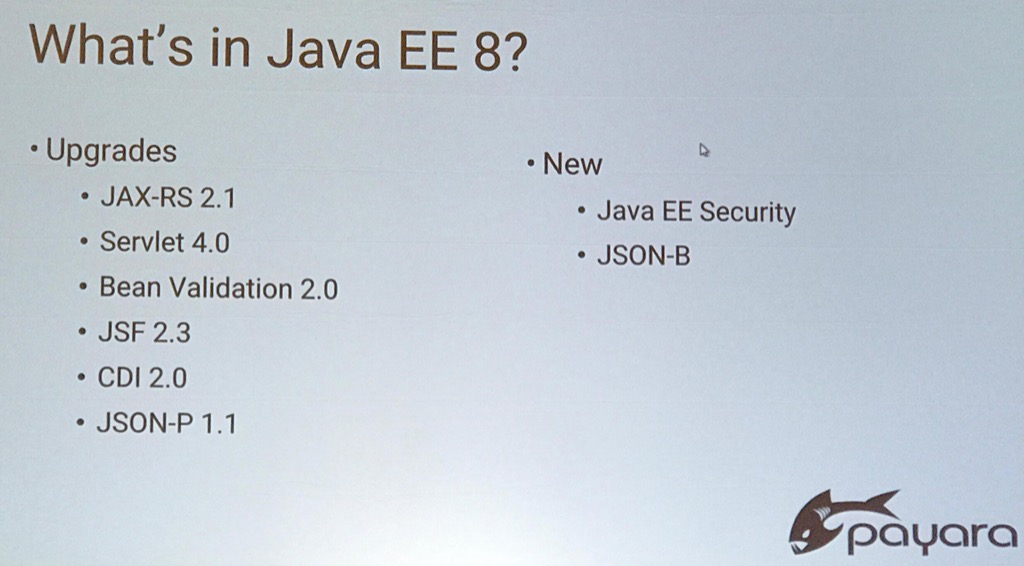 What's in Java EE 8?
• Upgrades
• JAX-RS 2.1
• Servlet 4.0
• Bean Validation 2.0
• JSF 2.3
• CDI 2.0
• JSON-P 1.1
• New
• Java EE Security
• JSON-B
payara